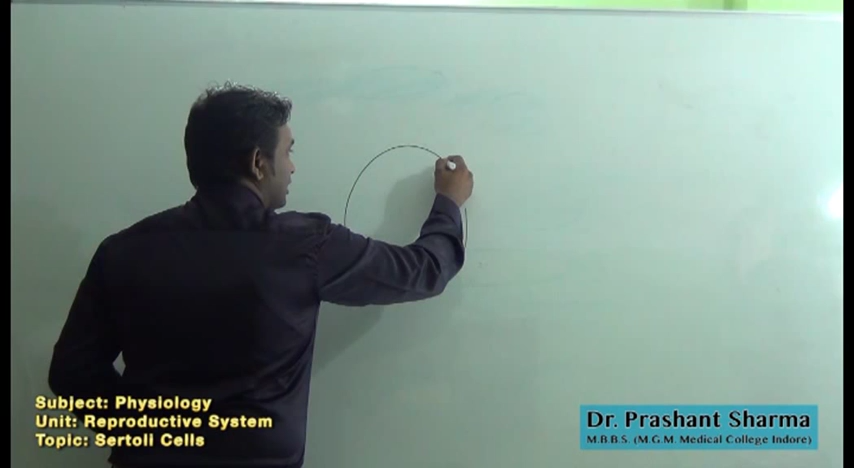 Subject: Physiology
Unit: Reproductive System
Topic: Sertoli Cells
Dr. Prashant Sharma
M.B.B.S. (M.G.M. Medical College Indore)